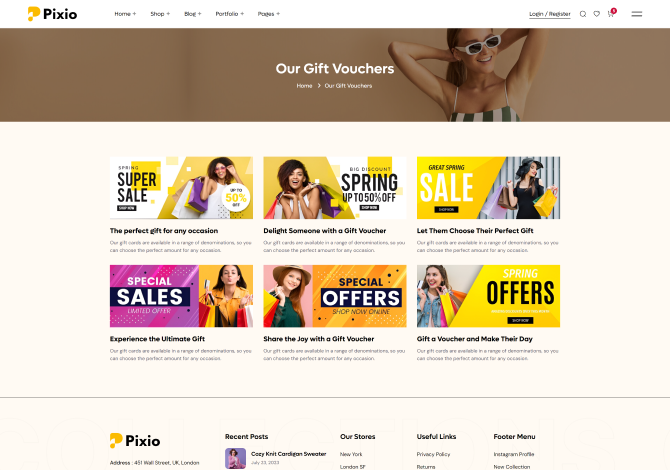 Pixio
Home + Shop + Blog + Portfolio + Pages +
Login / Register
Our Gift Vouchers
Home > Our Gift Vouchers
SPRING
SUPER
SALE
SHOP NOW
UP TO
50%
OFF
BIG DISCOUNT
SPRING
UP TO 50% OFF
SHOP NOW
GREAT SPRING
SALE
SHOP NOW
The perfect gift for any occasion
Our gift cards are available in a range of denominations, so you
can choose the perfect amount for any occasion.
Delight Someone with a Gift Voucher
Our gift cards are available in a range of denominations, so you
can choose the perfect amount for any occasion.
Let Them Choose Their Perfect Gift
Our gift cards are available in a range of denominations, so you
can choose the perfect amount for any occasion.
SPECIAL
SALES
LIMITED OFFER
SPECIAL
OFFERS
SHOP NOW ONLINE
SPRING
OFFERS
SHOP NOW
Experience the Ultimate Gift
Our gift cards are available in a range of denominations, so you
can choose the perfect amount for any occasion.
Share the Joy with a Gift Voucher
Our gift cards are available in a range of denominations, so you
can choose the perfect amount for any occasion.
Gift a Voucher and Make Their Day
Our gift cards are available in a range of denominations, so you
can choose the perfect amount for any occasion.
Pixio
Address : 451 Wall Street, UK, London
Recent Posts
Cozy Knit Cardigan Sweater
July 23, 2023
Our Stores
New York
London SF
Useful Links
Privacy Policy
Returns
Footer Menu
Instagram Profile
New Collection